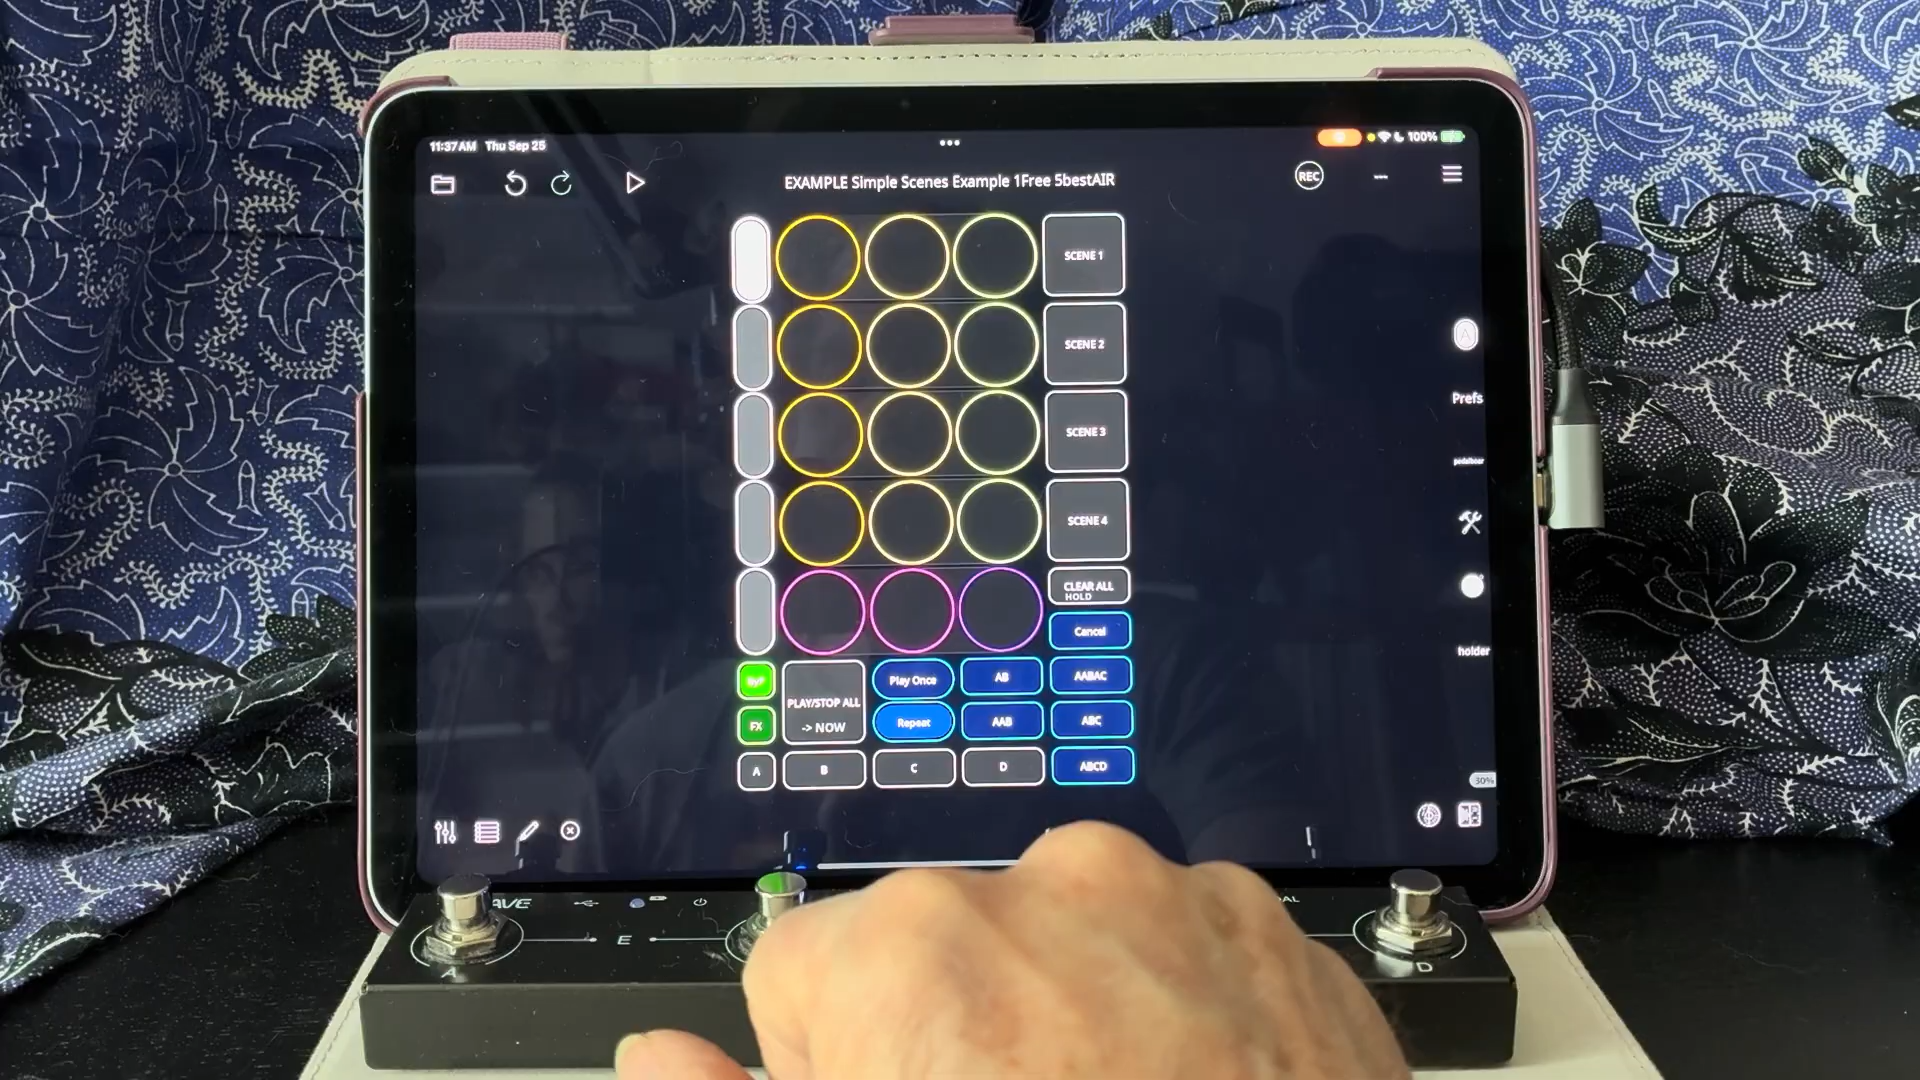 11:37 AM Thu Sep 25
100%
EXAMPLE Simple Scenes Example 1Free 5bestAIR
REC
SCENE 1
SCENE 2
SCENE 3
SCENE 4
CLEAR ALL
HOLD
Cancel
Play Once
AB
AABAC
PLAY/STOP ALL
-> NOW
FX
Repeat
AAB
ABC
A
B
C
D
ABCD
A
Prefs
holder
30%
E
D